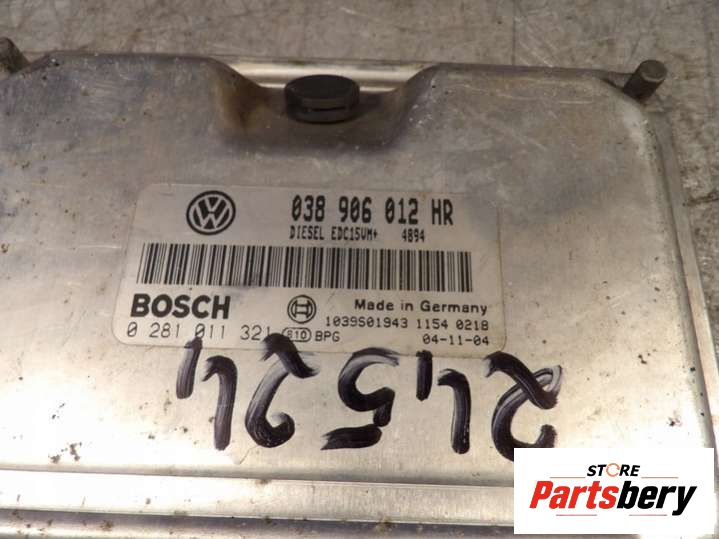 038 906 012 HR
DIESEL EDC15VM+ 4894
BOSCH Made in Germany
1039S01943 1154 0218
0 281 011 321 810 BPG 04-11-04
24524
STORE
Partsbery